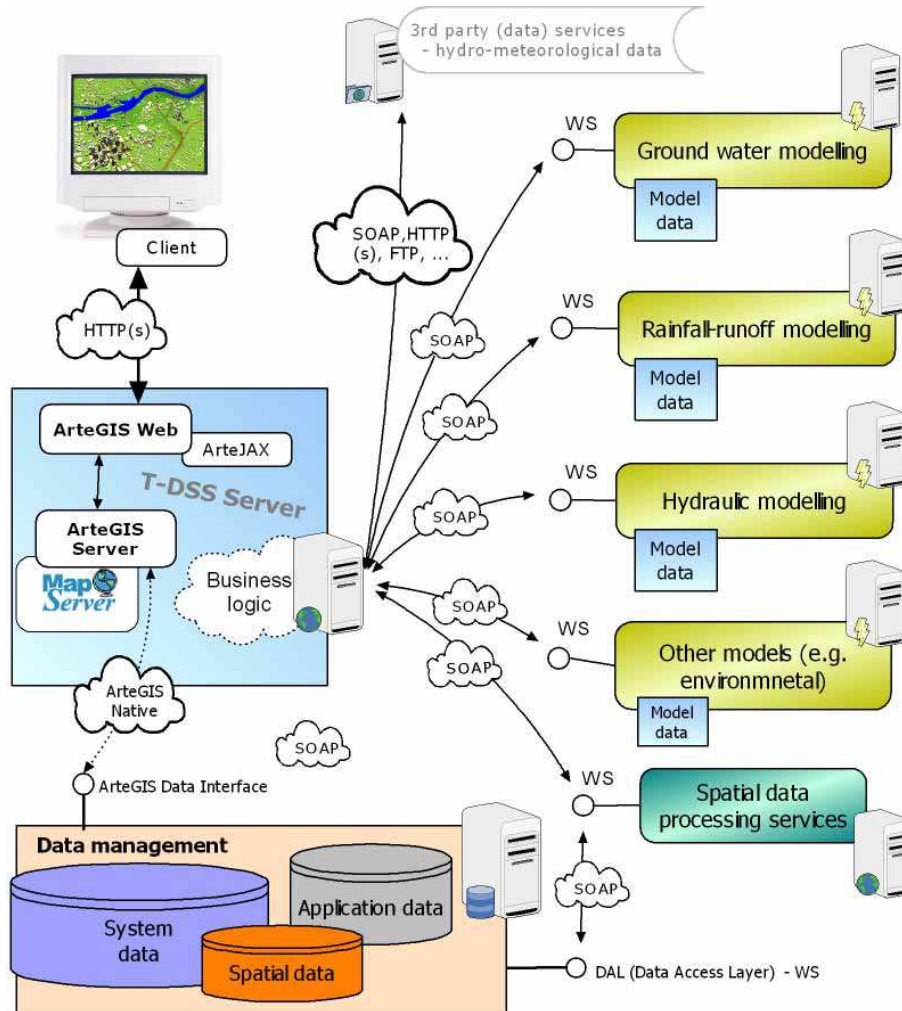 3rd party (data) services
- hydro-meteorological data
WS
Ground water modelling
Model
data
Client
SOAP,HTTP
(s), FTP, ...
HTTP(s)
SOAP
WS
Rainfall-runoff modelling
Model
data
SOAP
ArteGIS Web
ArteJAX
T-DSS Server
WS
Hydraulic modelling
Model
data
SOAP
ArteGIS
Server
Map
Server
Business
logic
SOAP
WS
Other models (e.g.
environmnetal)
Model
data
SOAP
ArteGIS
Native
SOAP
ArteGIS Data Interface
WS
Spatial data
processing services
Data management
System
data
Application data
Spatial data
SOAP
DAL (Data Access Layer) - WS